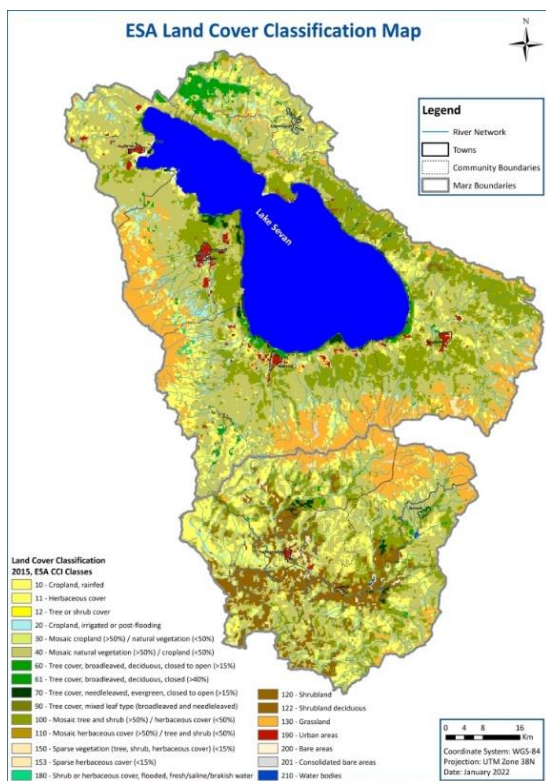 ESA Land Cover Classification Map
N
Legend
River Network
Towns
Community Boundaries
Marz Boundaries
Lake Sevan
Land Cover Classification
2015, ESA CCI Classes
10 - Cropland, rainfed
11 - Herbaceous cover
12 - Tree or shrub cover
20 - Cropland, irrigated or post-flooding
30 - Mosaic cropland (>50%) / natural vegetation (<50%)
40 - Mosaic natural vegetation (>50%) / cropland (<50%)
60 - Tree cover, broadleaved, deciduous, closed to open (>15%)
61 - Tree cover, broadleaved, deciduous, closed (>40%)
70 - Tree cover, needleleaved, evergreen, closed to open (>15%)
90 - Tree cover, mixed leaf type (broadleaved and needleleaved)
100 - Mosaic tree and shrub (>50%) / herbaceous cover (<50%)
110 - Mosaic herbaceous cover (>50%) / tree and shrub (<50%)
150 - Sparse vegetation (tree, shrub, herbaceous cover) (<15%)
153 - Sparse herbaceous cover (<15%)
180 - Shrub or herbaceous cover, flooded, fresh/saline/brakish water
120 - Shrubland
122 - Shrubland deciduous
130 - Grassland
190 - Urban areas
200 - Bare areas
201 - Consolidated bare areas
210 - Water bodies
0 4 8 16
Km
Coordinate System: WGS-84
Projection: UTM Zone 38N
Date: January 2022